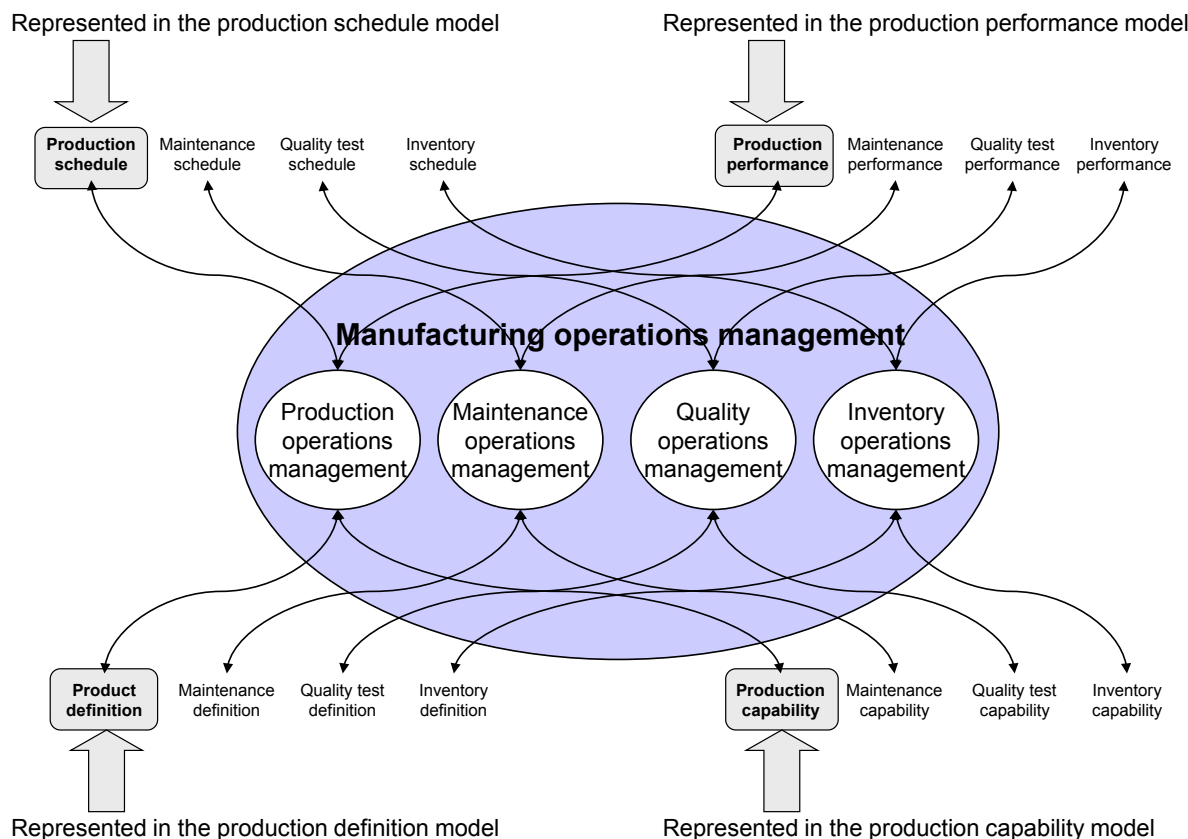 Represented in the production schedule model
Represented in the production performance model
Production
schedule
Maintenance
schedule
Quality test
schedule
Inventory
schedule
Production
performance
Maintenance
performance
Quality test
performance
Inventory
performance
Manufacturing operations management
Production
operations
management
Maintenance
operations
management
Quality
operations
management
Inventory
operations
management
Product
definition
Maintenance
definition
Quality test
definition
Inventory
definition
Production
capability
Maintenance
capability
Quality test
capability
Inventory
capability
Represented in the production definition model
Represented in the production capability model